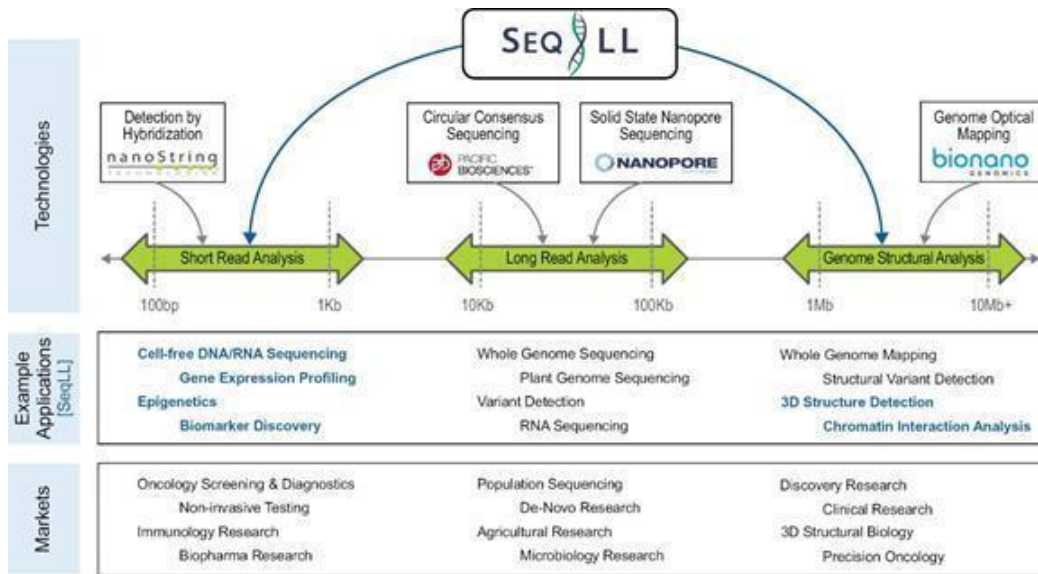 SEQ LL
Technologies
Detection by
Hybridization
nanoString
TECHNOLOGIES
Circular Consensus
Sequencing
PACIFIC
BIOSCIENCES
Solid State Nanopore
Sequencing
NANOPORE
Genome Optical
Mapping
bionano
GENOMICS
Short Read Analysis
Long Read Analysis
Genome Structural Analysis
100bp
1Kb
10Kb
100Kb
1Mb
10Mb+
Example
Applications
[SeqLL]
Cell-free DNA/RNA Sequencing
Gene Expression Profiling
Epigenetics
Biomarker Discovery
Whole Genome Sequencing
Plant Genome Sequencing
Variant Detection
RNA Sequencing
Whole Genome Mapping
Structural Variant Detection
3D Structure Detection
Chromatin Interaction Analysis
Markets
Oncology Screening & Diagnostics
Non-invasive Testing
Immunology Research
Biopharma Research
Population Sequencing
De-Novo Research
Agricultural Research
Microbiology Research
Discovery Research
Clinical Research
3D Structural Biology
Precision Oncology